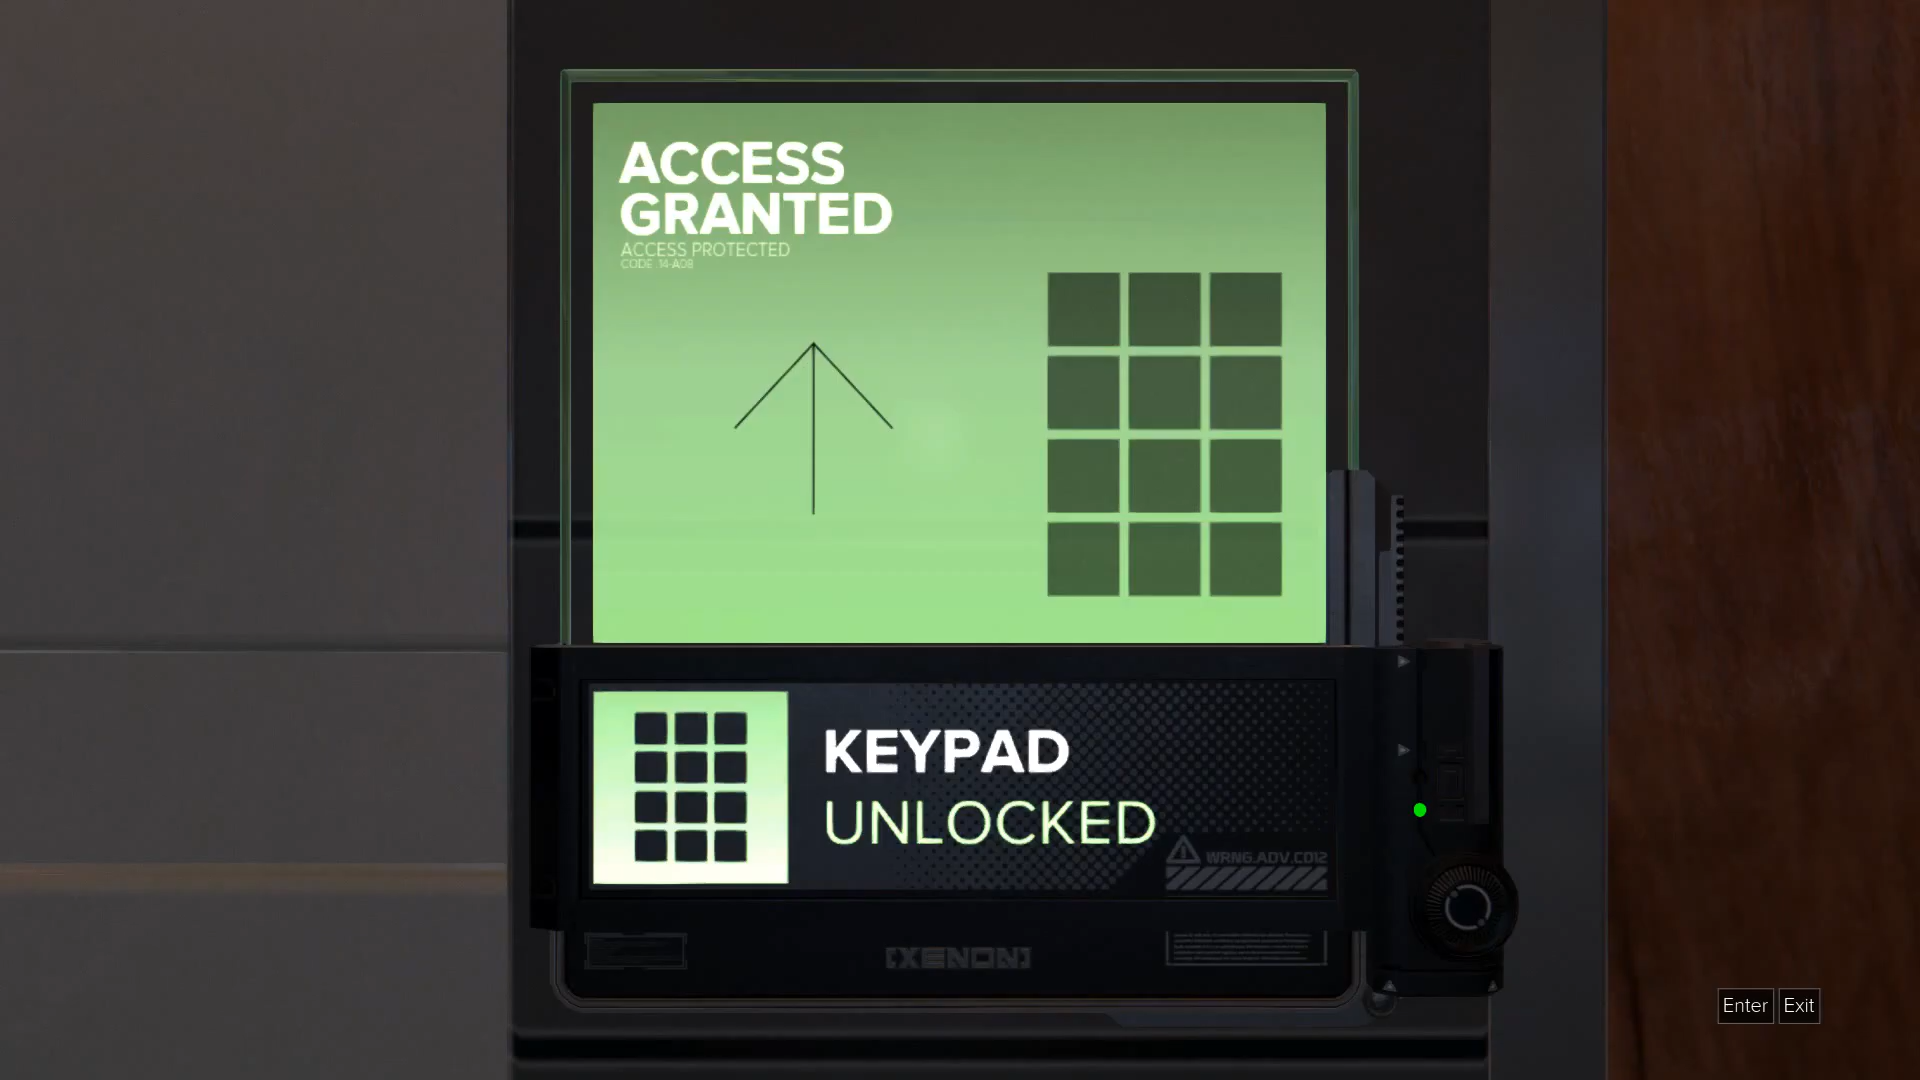 ACCESS
GRANTED
ACCESS PROTECTED
CODE: 14-A08
KEYPAD
UNLOCKED
WRNG.ADV.CD12
[XENON]
Enter Exit